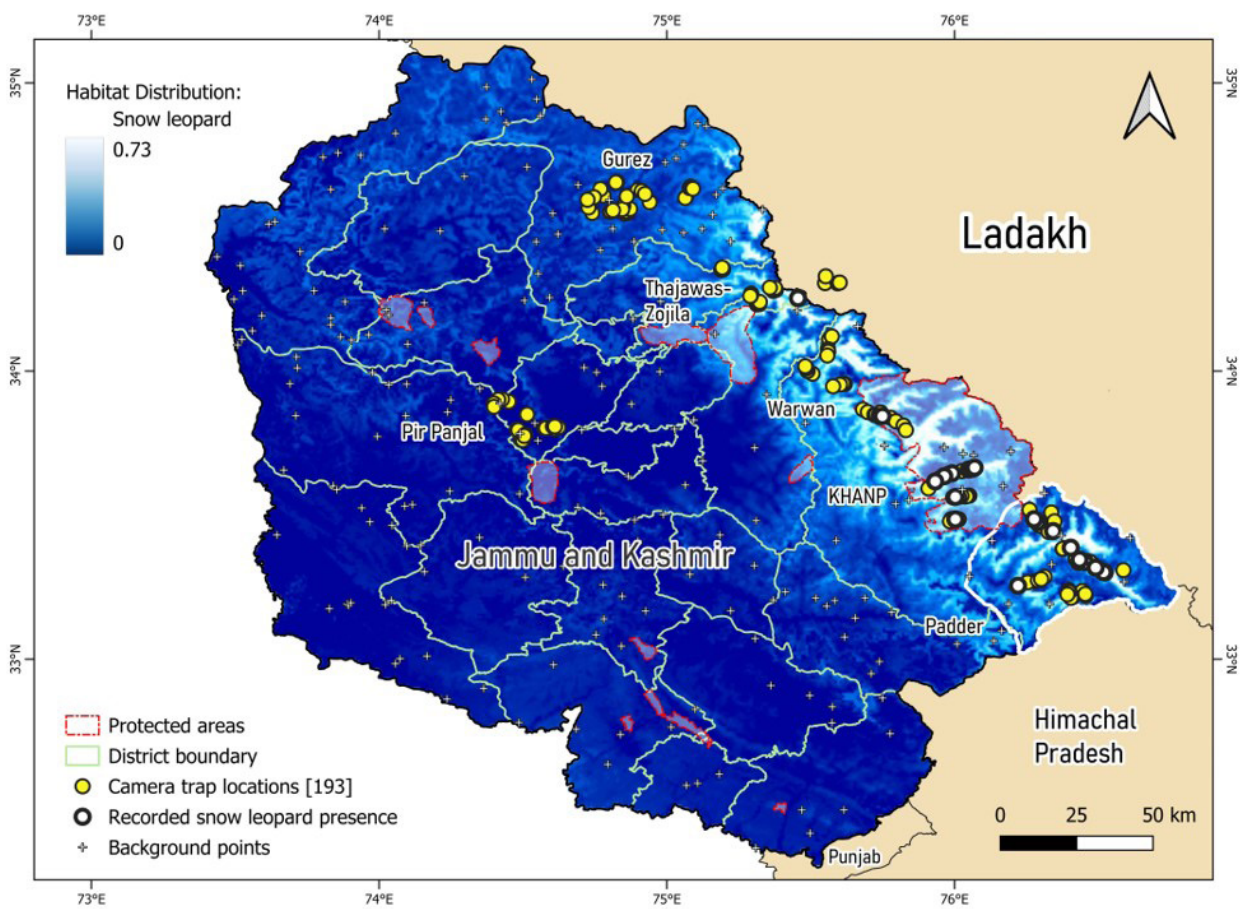 73°E
74°E
75°E
76°E
35°N
35°N
Habitat Distribution:
Snow leopard
0.73
0
Gurez
Ladakh
Thajawas-
Zojila
34°N
34°N
Warwan
Pir Panjal
KHANP
Jammu and Kashmir
Padder
33°N
33°N
Himachal
Pradesh
Protected areas
District boundary
Camera trap locations [193]
Recorded snow leopard presence
Background points
0 25 50 km
Punjab
73°E
74°E
75°E
76°E